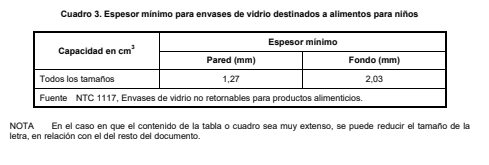 Cuadro 3. Espesor mínimo para envases de vidrio destinados a alimentos para niños
Capacidad en cm3
Espesor mínimo
Pared (mm)
Fondo (mm)
Todos los tamaños
1,27
2,03
Fuente NTC 1117, Envases de vidrio no retornables para productos alimenticios.
NOTA En el caso en que el contenido de la tabla o cuadro sea muy extenso, se puede reducir el tamaño de la
letra, en relación con el del resto del documento.